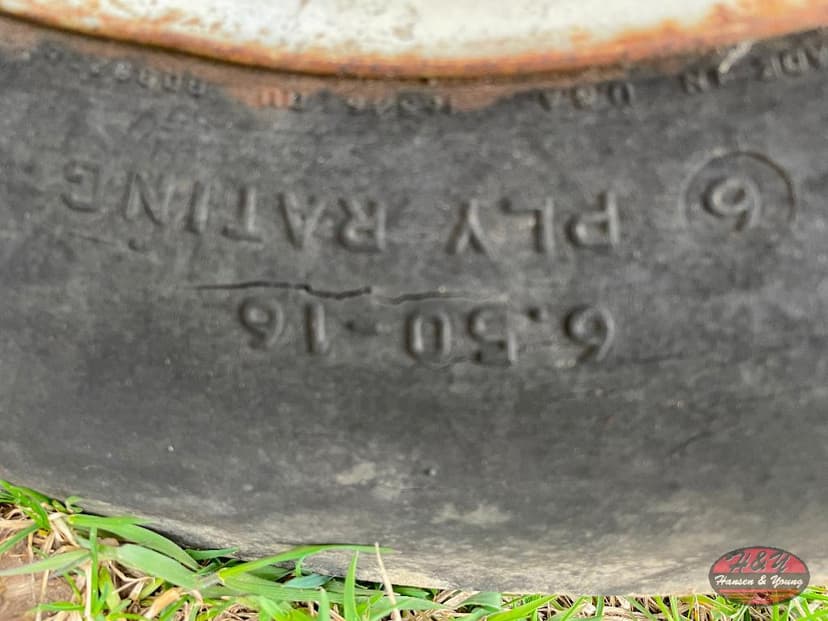 6.50-16
6 PLY RATING
H&Y
Hansen & Young